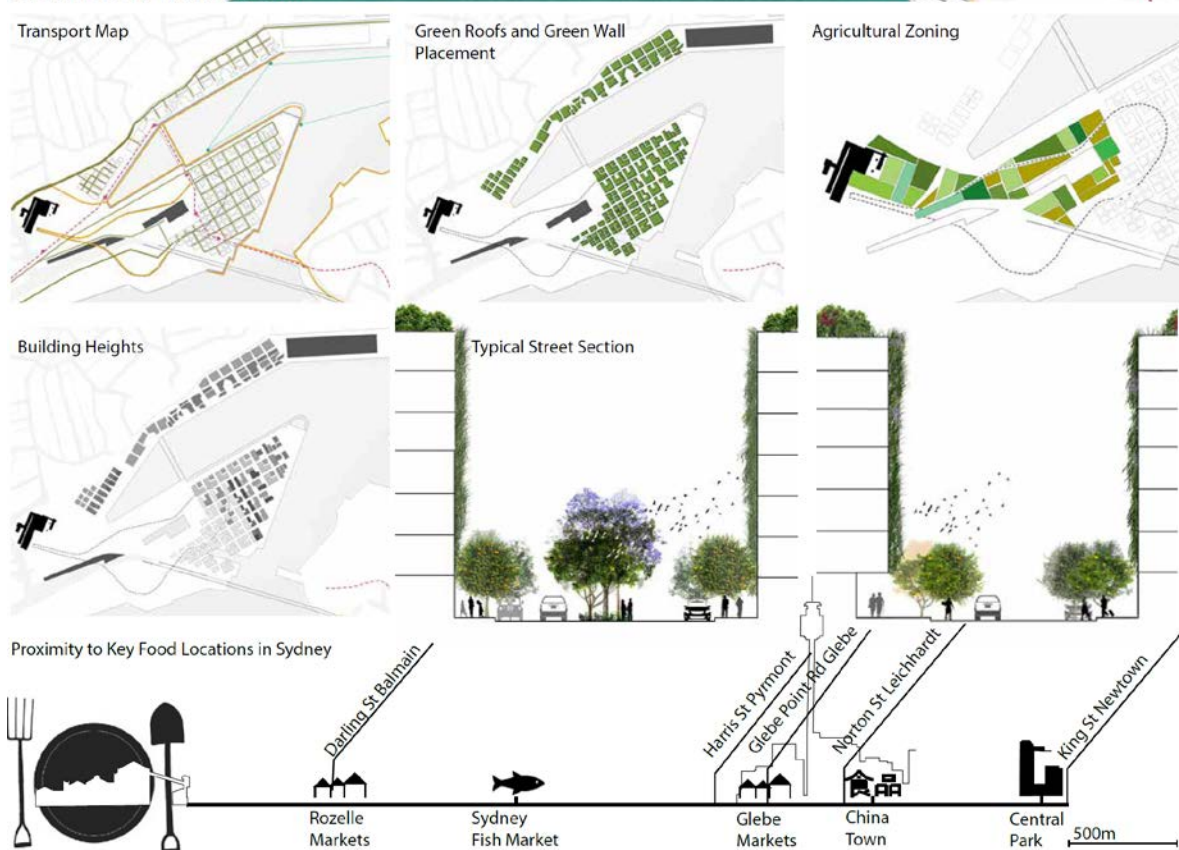 Transport Map
Green Roofs and Green Wall
Placement
Agricultural Zoning
Building Heights
Typical Street Section
Proximity to Key Food Locations in Sydney
Darling St Balmain
Harris St Pyrmont
Glebe Point Rd Glebe
Norton St Leichhardt
King St Newtown
食品
Rozelle
Markets
Sydney
Fish Market
Glebe
Markets
China
Town
Central
Park
500m